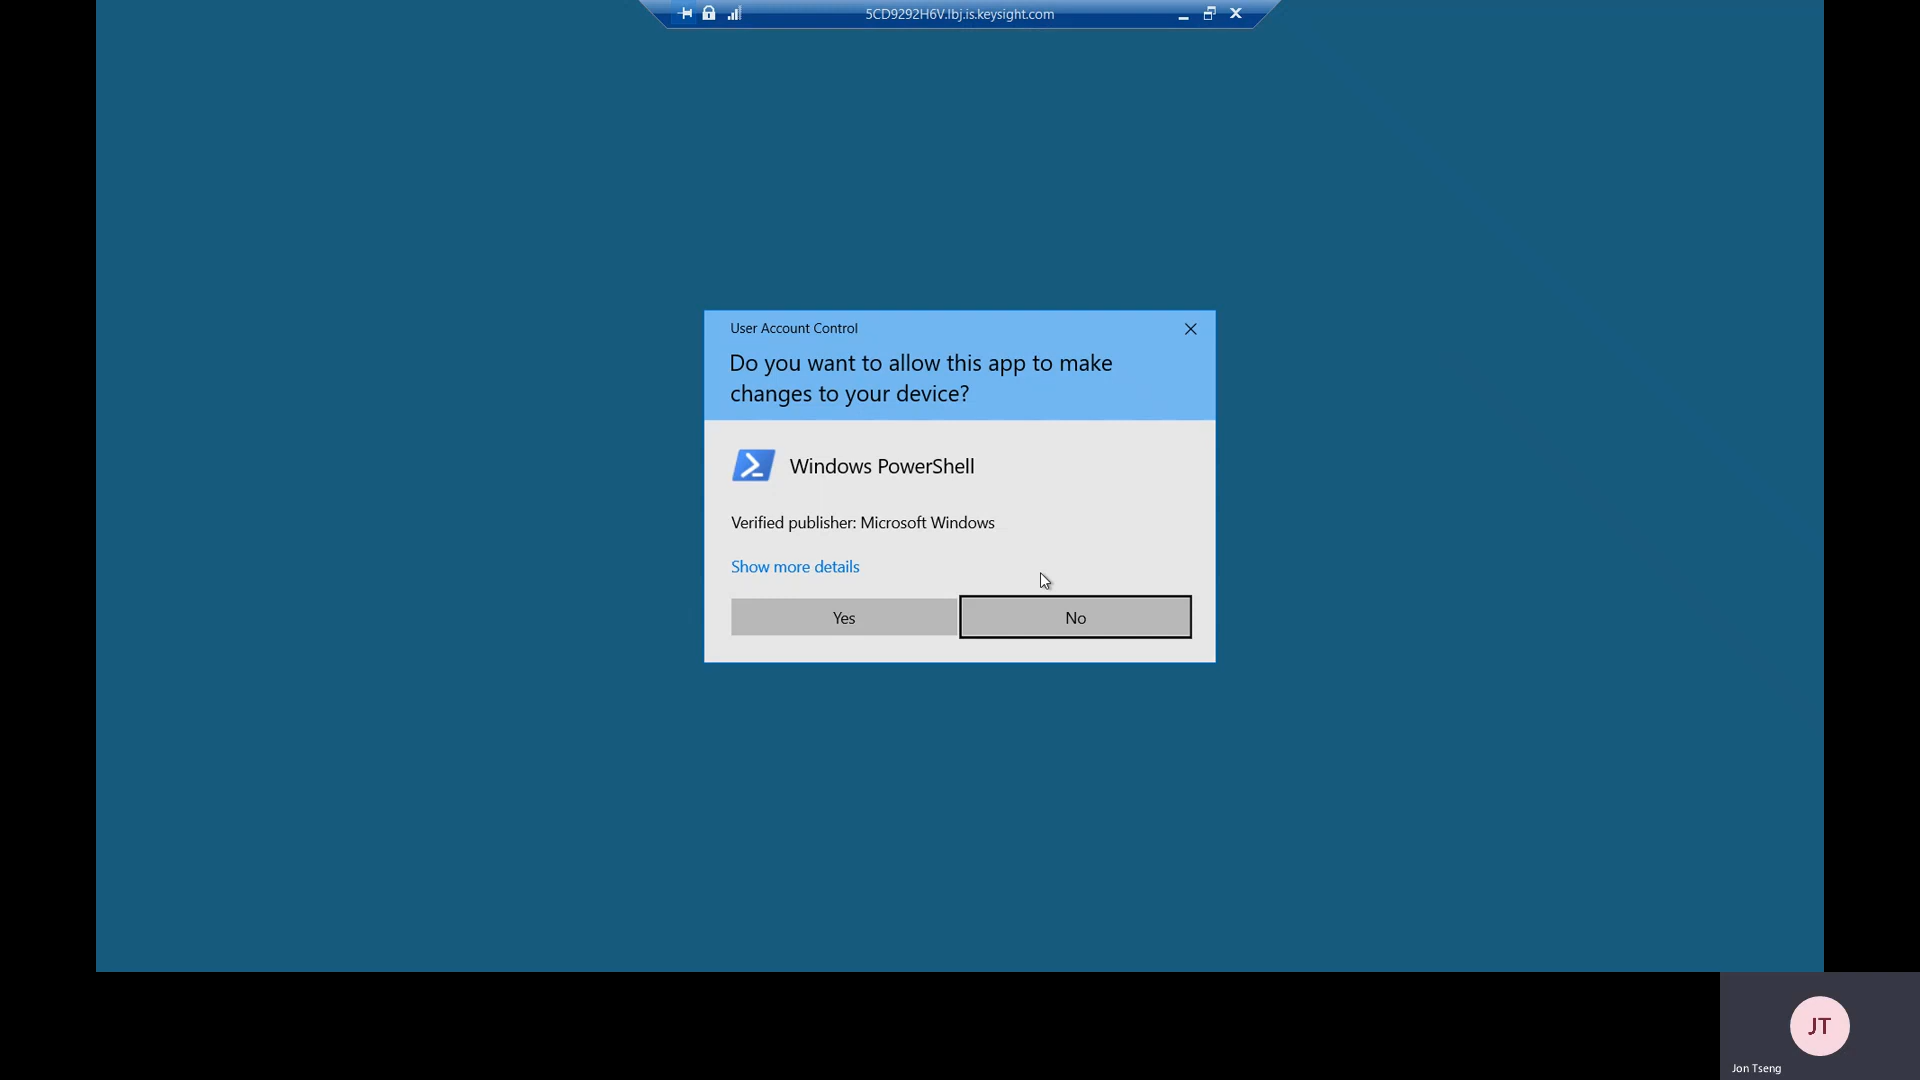 5CD9292H6V.lbj.is.keysight.com
User Account Control
Do you want to allow this app to make
changes to your device?
Windows PowerShell
Verified publisher: Microsoft Windows
Show more details
Yes
No
JT
Jon Tseng